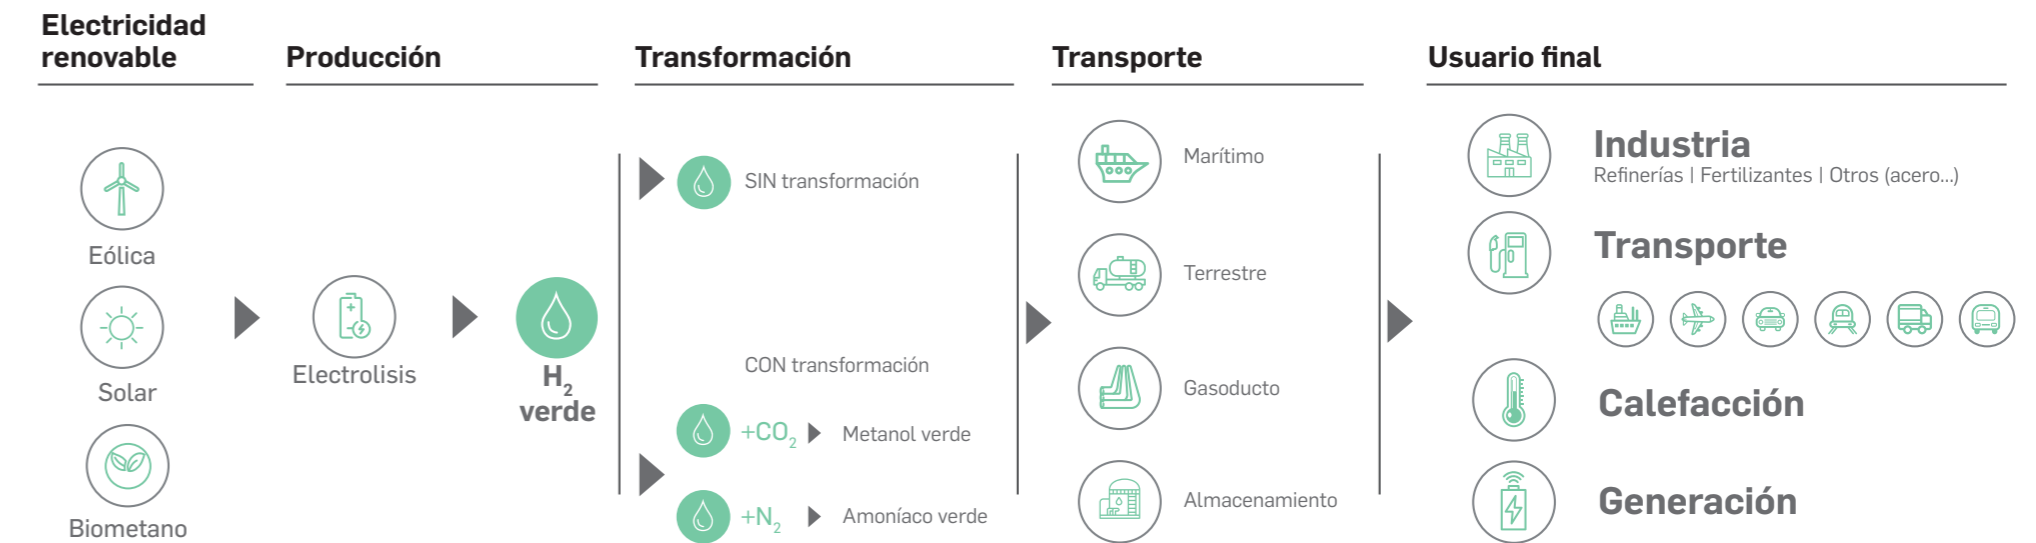 Electricidad
renovable
Producción
Transformación
Transporte
Usuario final
Eólica
Solar
Biometano
Electrolisis
H₂
verde
SIN transformación
CON transformación
+CO₂ Metanol verde
+N₂ Amoníaco verde
Marítimo
Terrestre
Gasoducto
Almacenamiento
Industria
Refinerías | Fertilizantes | Otros (acero...)
Transporte
Calefacción
Generación